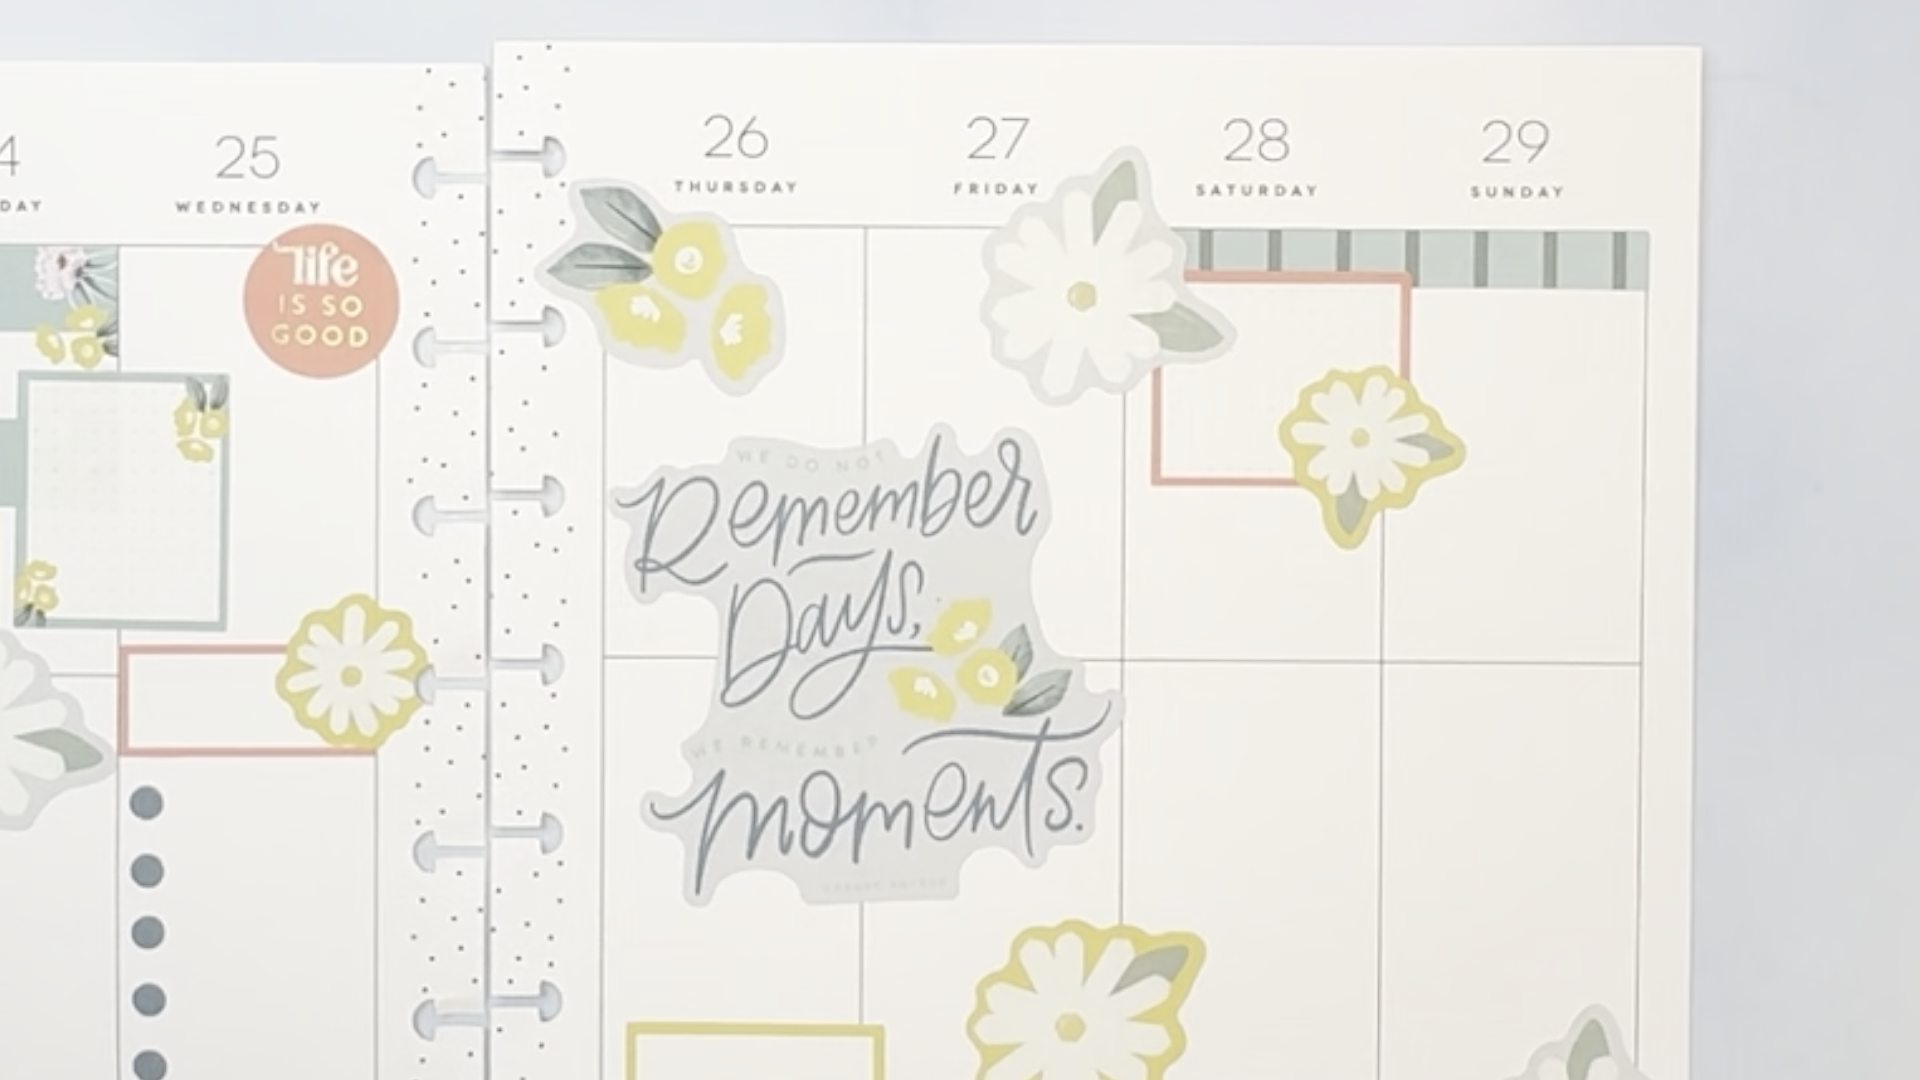 4
25
26
27
28
29
DAY
WEDNESDAY
THURSDAY
FRIDAY
SATURDAY
SUNDAY
life
IS SO
GOOD
WE DO NOT
Remember
Days,
WE REMEMBER
moments.